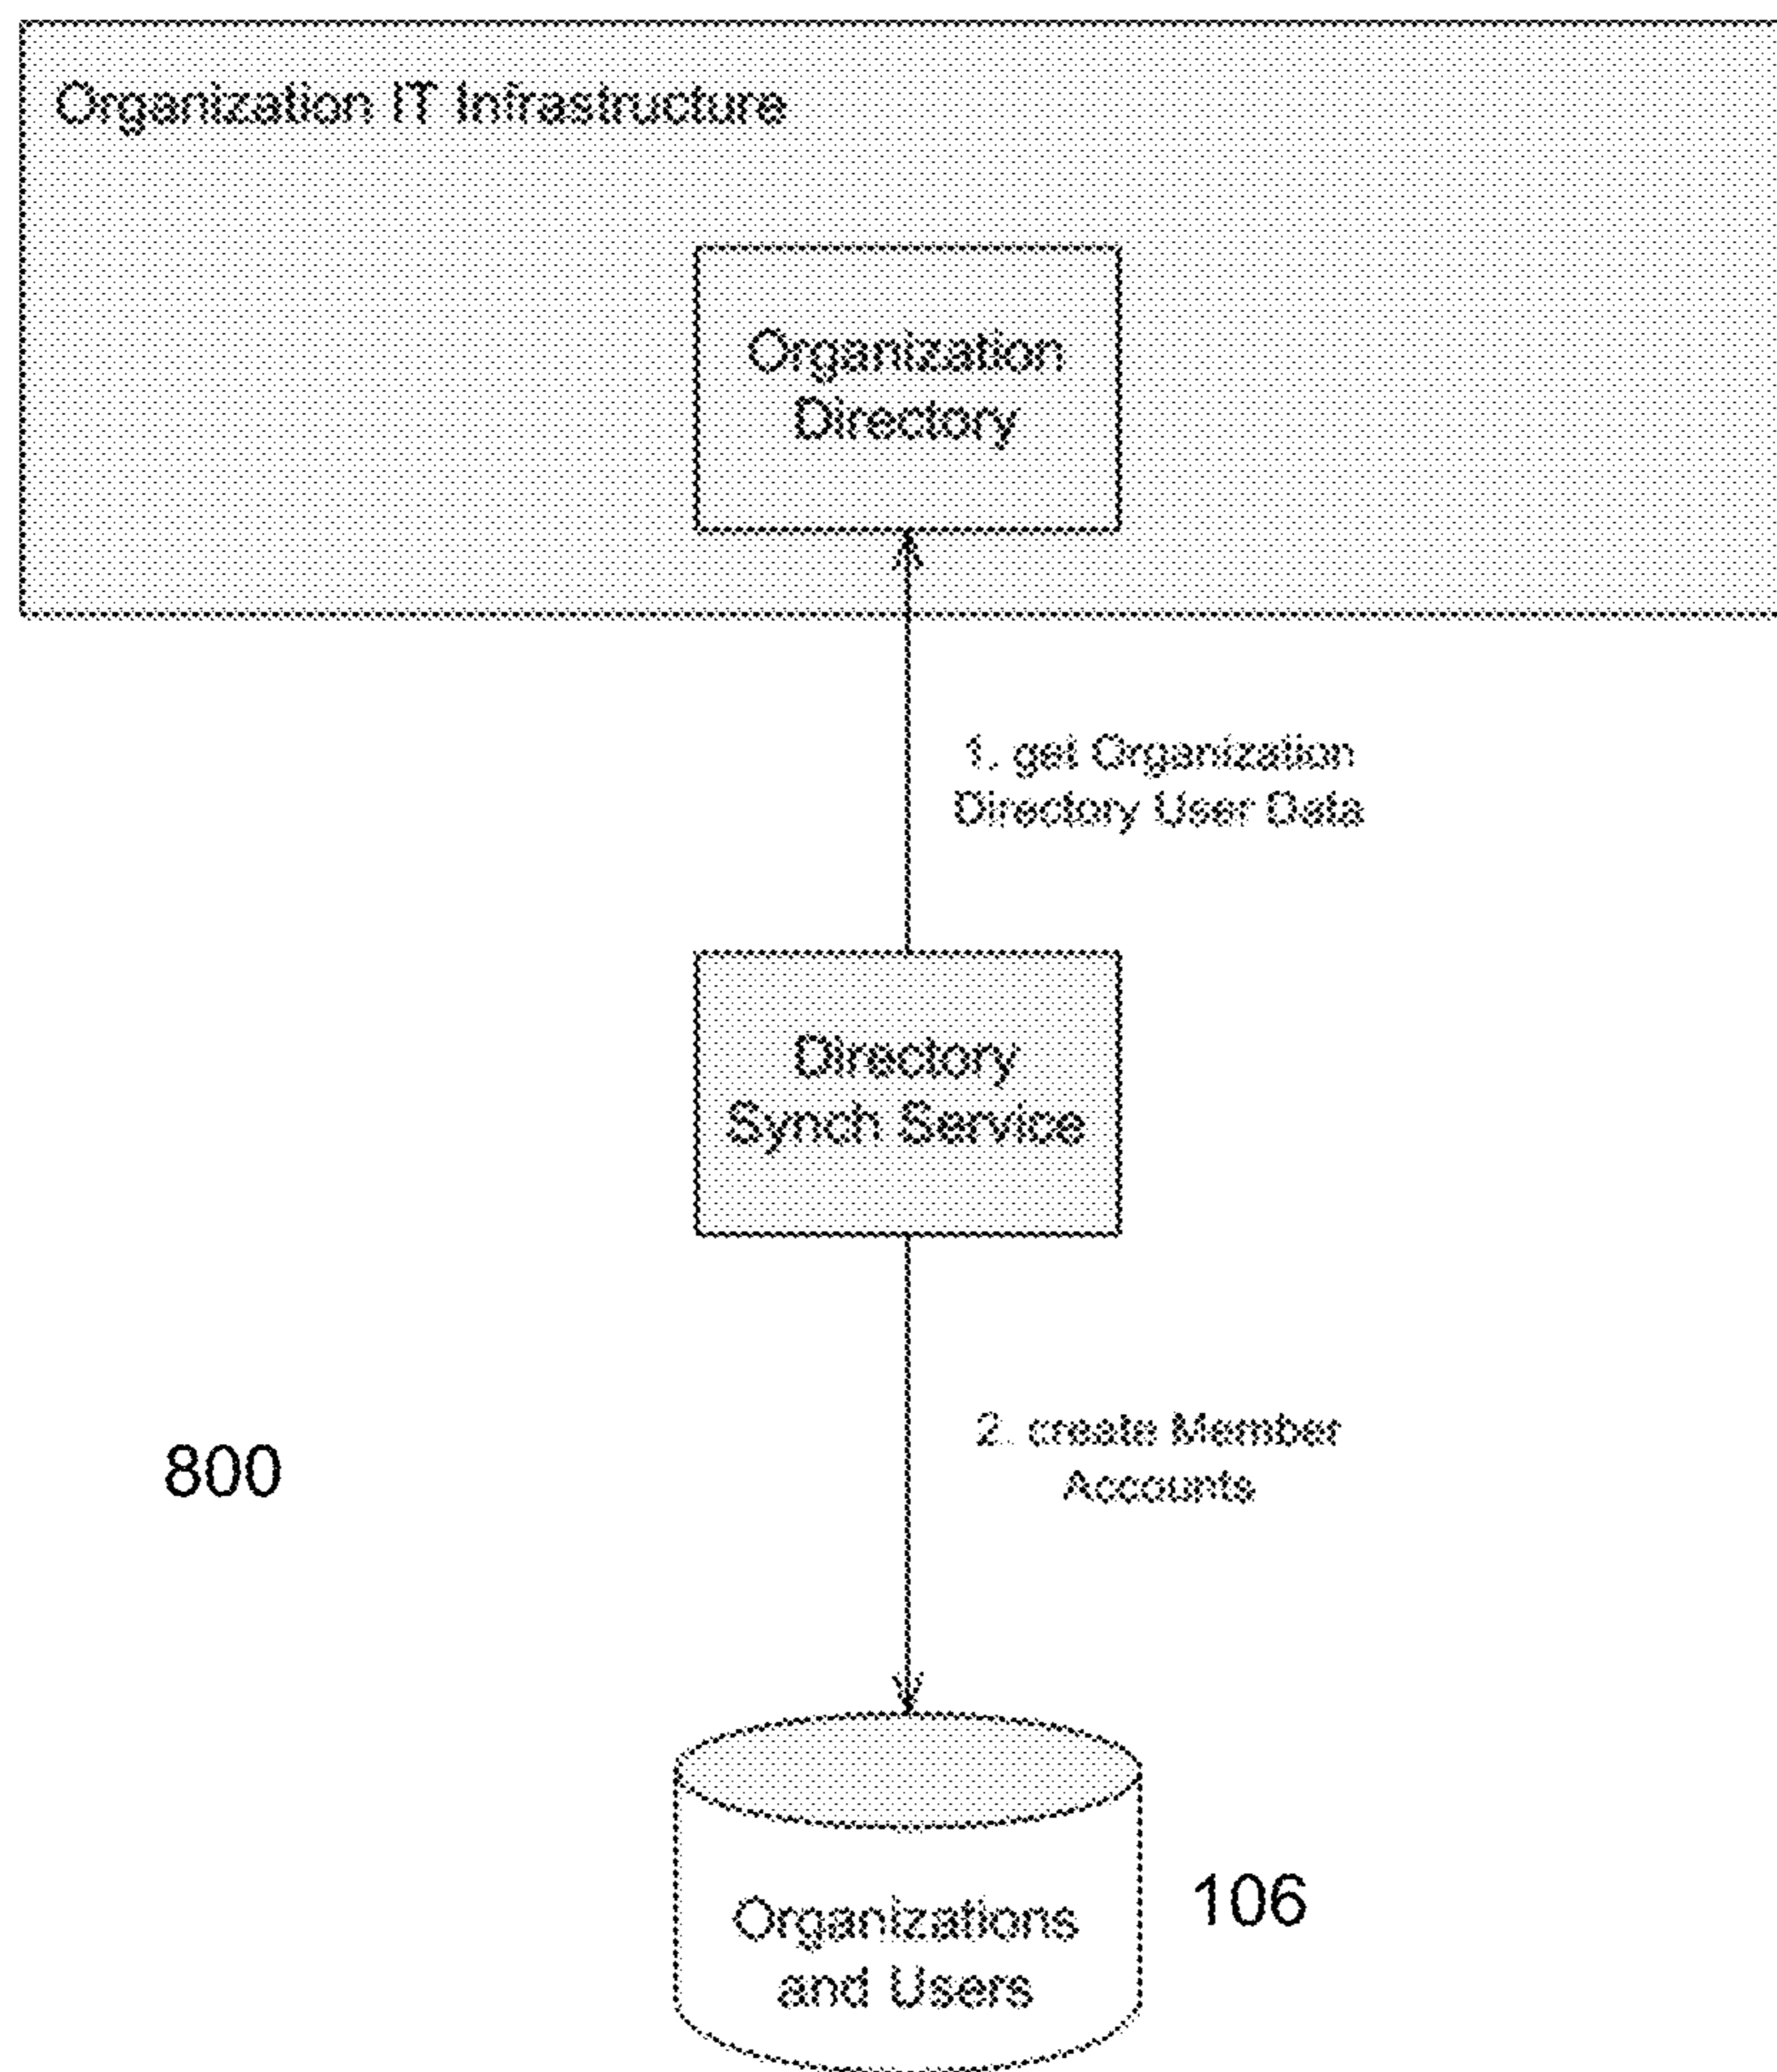 Organization IT Infrastructure
Organization
Directory
1. get Organization
Directory User Data
Directory
Synch Service
2. create Member
Accounts
800
Organizations
and Users
106